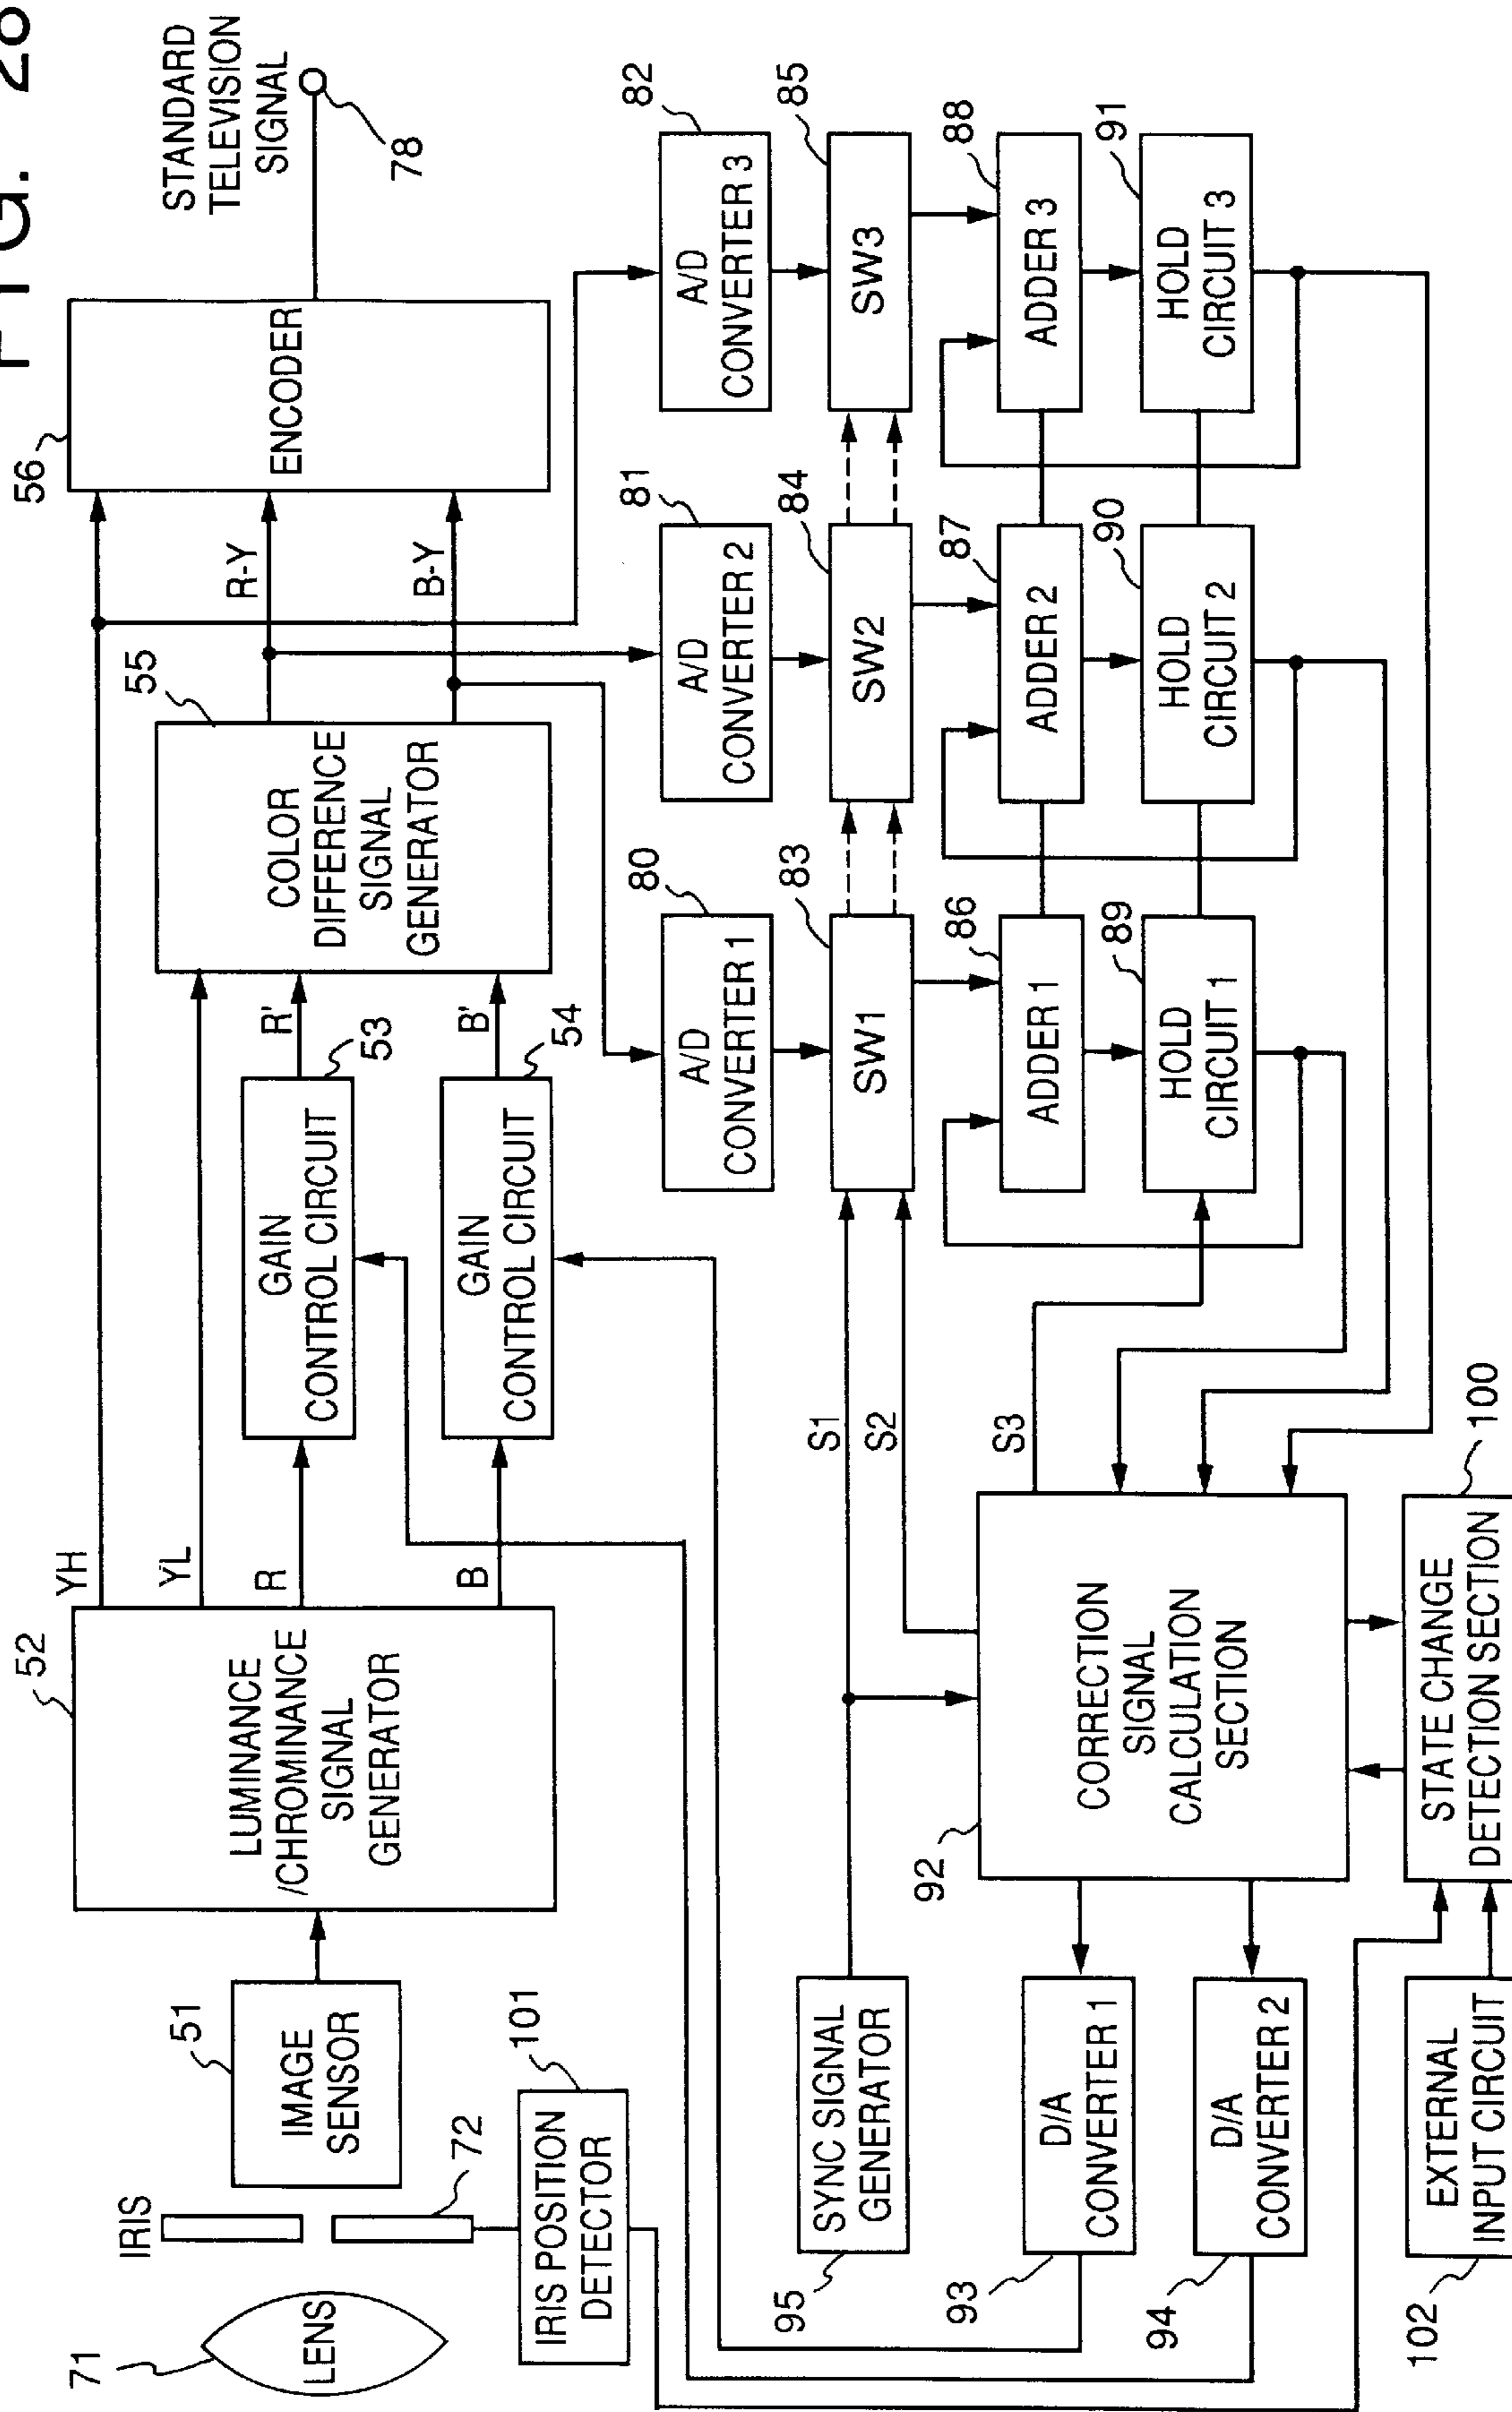 FIG. 28
71
LENS
IRIS
72
51
IMAGE
SENSOR
101
IRIS POSITION
DETECTOR
52
LUMINANCE
/CHROMINANCE
SIGNAL
GENERATOR
YH
YL
R
B
GAIN
CONTROL CIRCUIT
53
GAIN
CONTROL CIRCUIT
54
R'
B'
55
COLOR
DIFFERENCE
SIGNAL
GENERATOR
R-Y
B-Y
56
ENCODER
STANDARD
TELEVISION
SIGNAL
78
80
A/D
CONVERTER 1
81
A/D
CONVERTER 2
82
A/D
CONVERTER 3
83
SW1
84
SW2
85
SW3
86
ADDER 1
87
ADDER 2
88
ADDER 3
89
HOLD
CIRCUIT 1
90
HOLD
CIRCUIT 2
91
HOLD
CIRCUIT 3
95
SYNC SIGNAL
GENERATOR
S1
S2
S3
92
CORRECTION
SIGNAL
CALCULATION
SECTION
93
D/A
CONVERTER 1
94
D/A
CONVERTER 2
100
STATE CHANGE
DETECTION SECTION
102
EXTERNAL
INPUT CIRCUIT